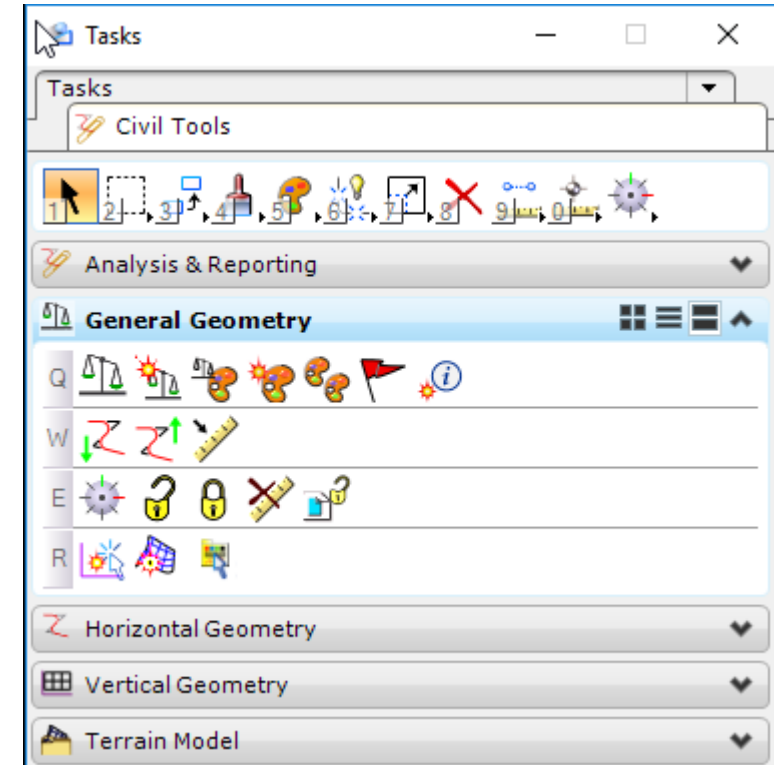 Tasks
Tasks
Civil Tools
1 2 3 4 5 6 7 8 9 0
Analysis & Reporting
General Geometry
Q i
W
E
R
Horizontal Geometry
Vertical Geometry
Terrain Model